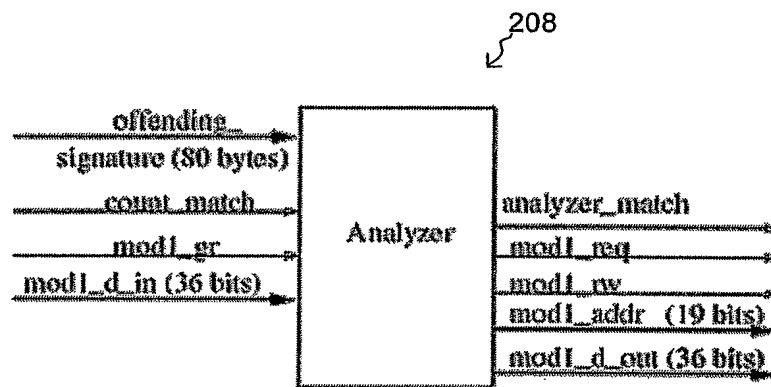 208
offending_
signature (80 bytes)
count_match
mod1_gr
mod1_d_in (36 bits)
Analyzer
analyzer_match
mod1_req
mod1_rw
mod1_addr (19 bits)
mod1_d_out (36 bits)